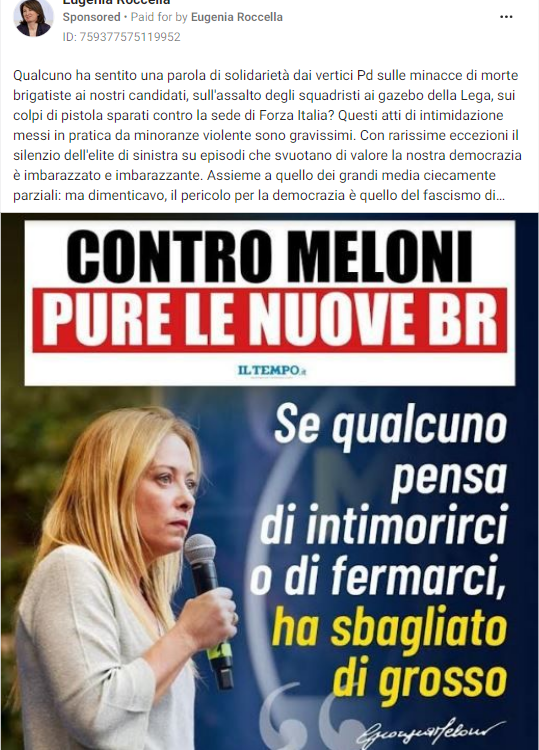 Eugenia Roccella
Sponsored • Paid for by Eugenia Roccella
ID: 759377575119952
Qualcuno ha sentito una parola di solidarietà dai vertici Pd sulle minacce di morte
brigatiste ai nostri candidati, sull'assalto degli squadristi ai gazebo della Lega, sui
colpi di pistola sparati contro la sede di Forza Italia? Questi atti di intimidazione
messi in pratica da minoranze violente sono gravissimi. Con rarissime eccezioni il
silenzio dell'elite di sinistra su episodi che svuotano di valore la nostra democrazia
è imbarazzato e imbarazzante. Assieme a quello dei grandi media ciecamente
parziali: ma dimenticavo, il pericolo per la democrazia è quello del fascismo di...
CONTRO MELONI
PURE LE NUOVE BR
IL TEMPO.it
Se qualcuno
pensa
di intimorirci
o di fermarci,
ha sbagliato
di grosso
Giorgia Meloni